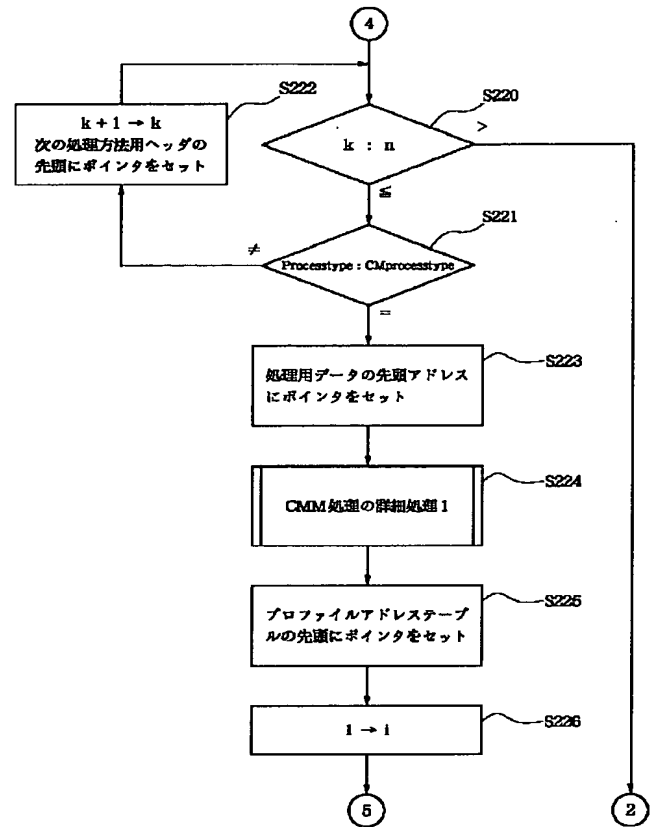 4
S222
k + 1 → k
次の処理方法用ヘッダの
先頭にポインタをセット
S220
k : n
>
≦
S221
≠
Processtype : CMprocesstype
=
S223
処理用データの先頭アドレス
にポインタをセット
S224
CMM処理の詳細処理1
S225
プロファイルアドレステーブ
ルの先頭にポインタをセット
S226
1 → i
5
2